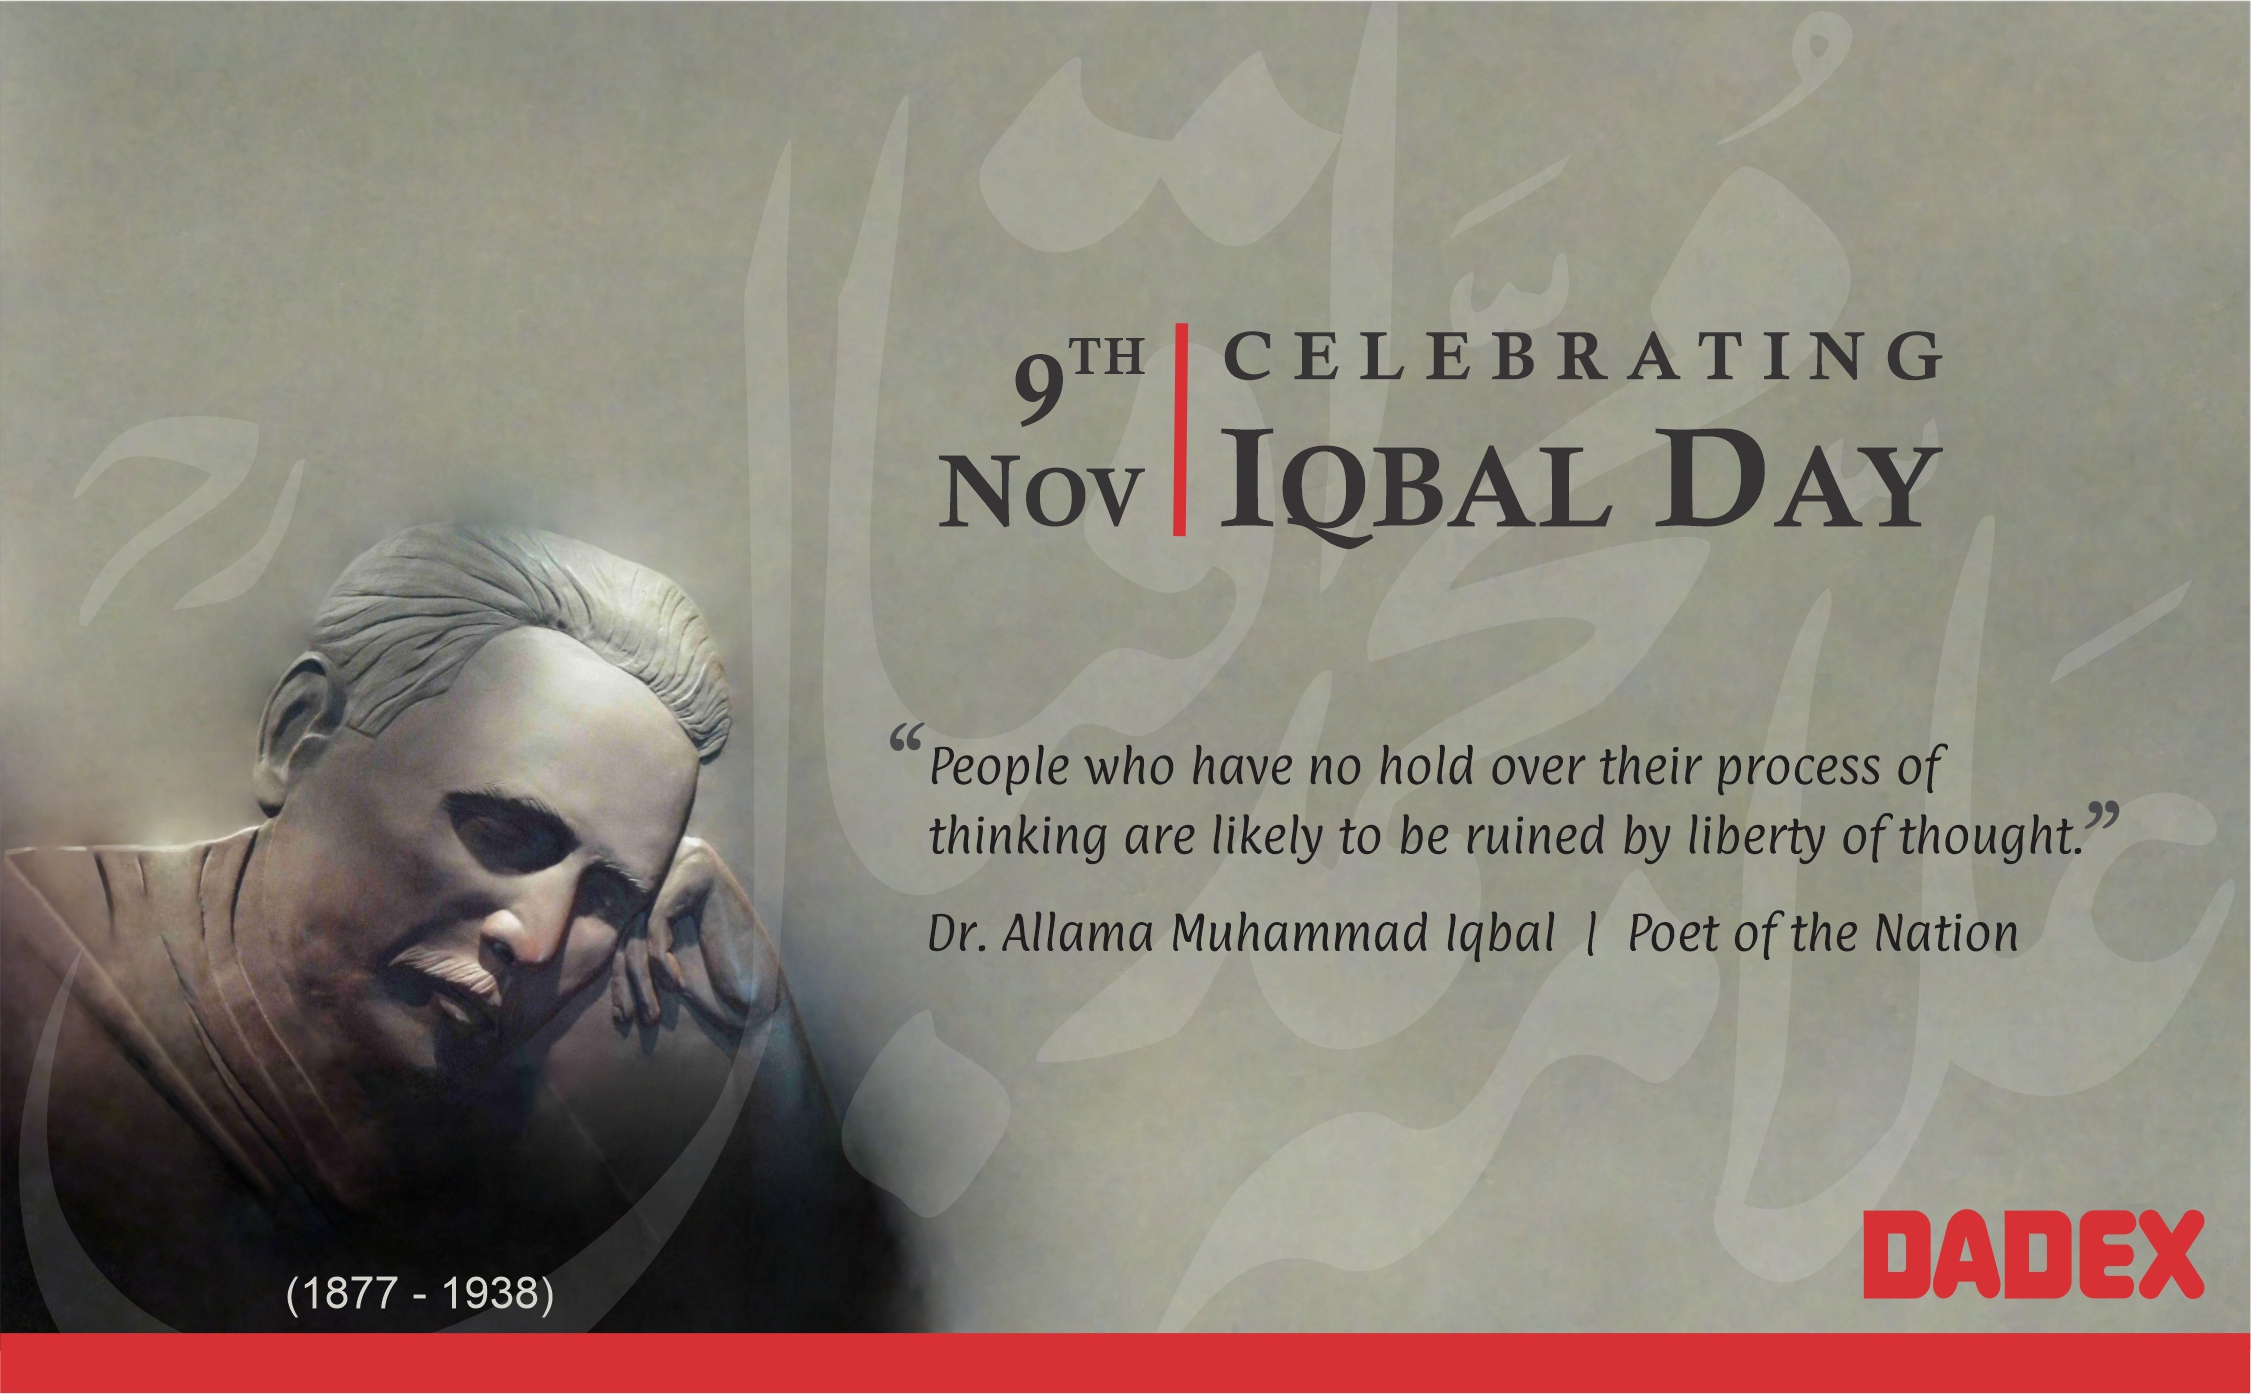 9TH
Nov
CELEBRATING
IQBAL DAY
“People who have no hold over their process of
thinking are likely to be ruined by liberty of thought.”
Dr. Allama Muhammad Iqbal | Poet of the Nation
(1877 - 1938)
DADEX